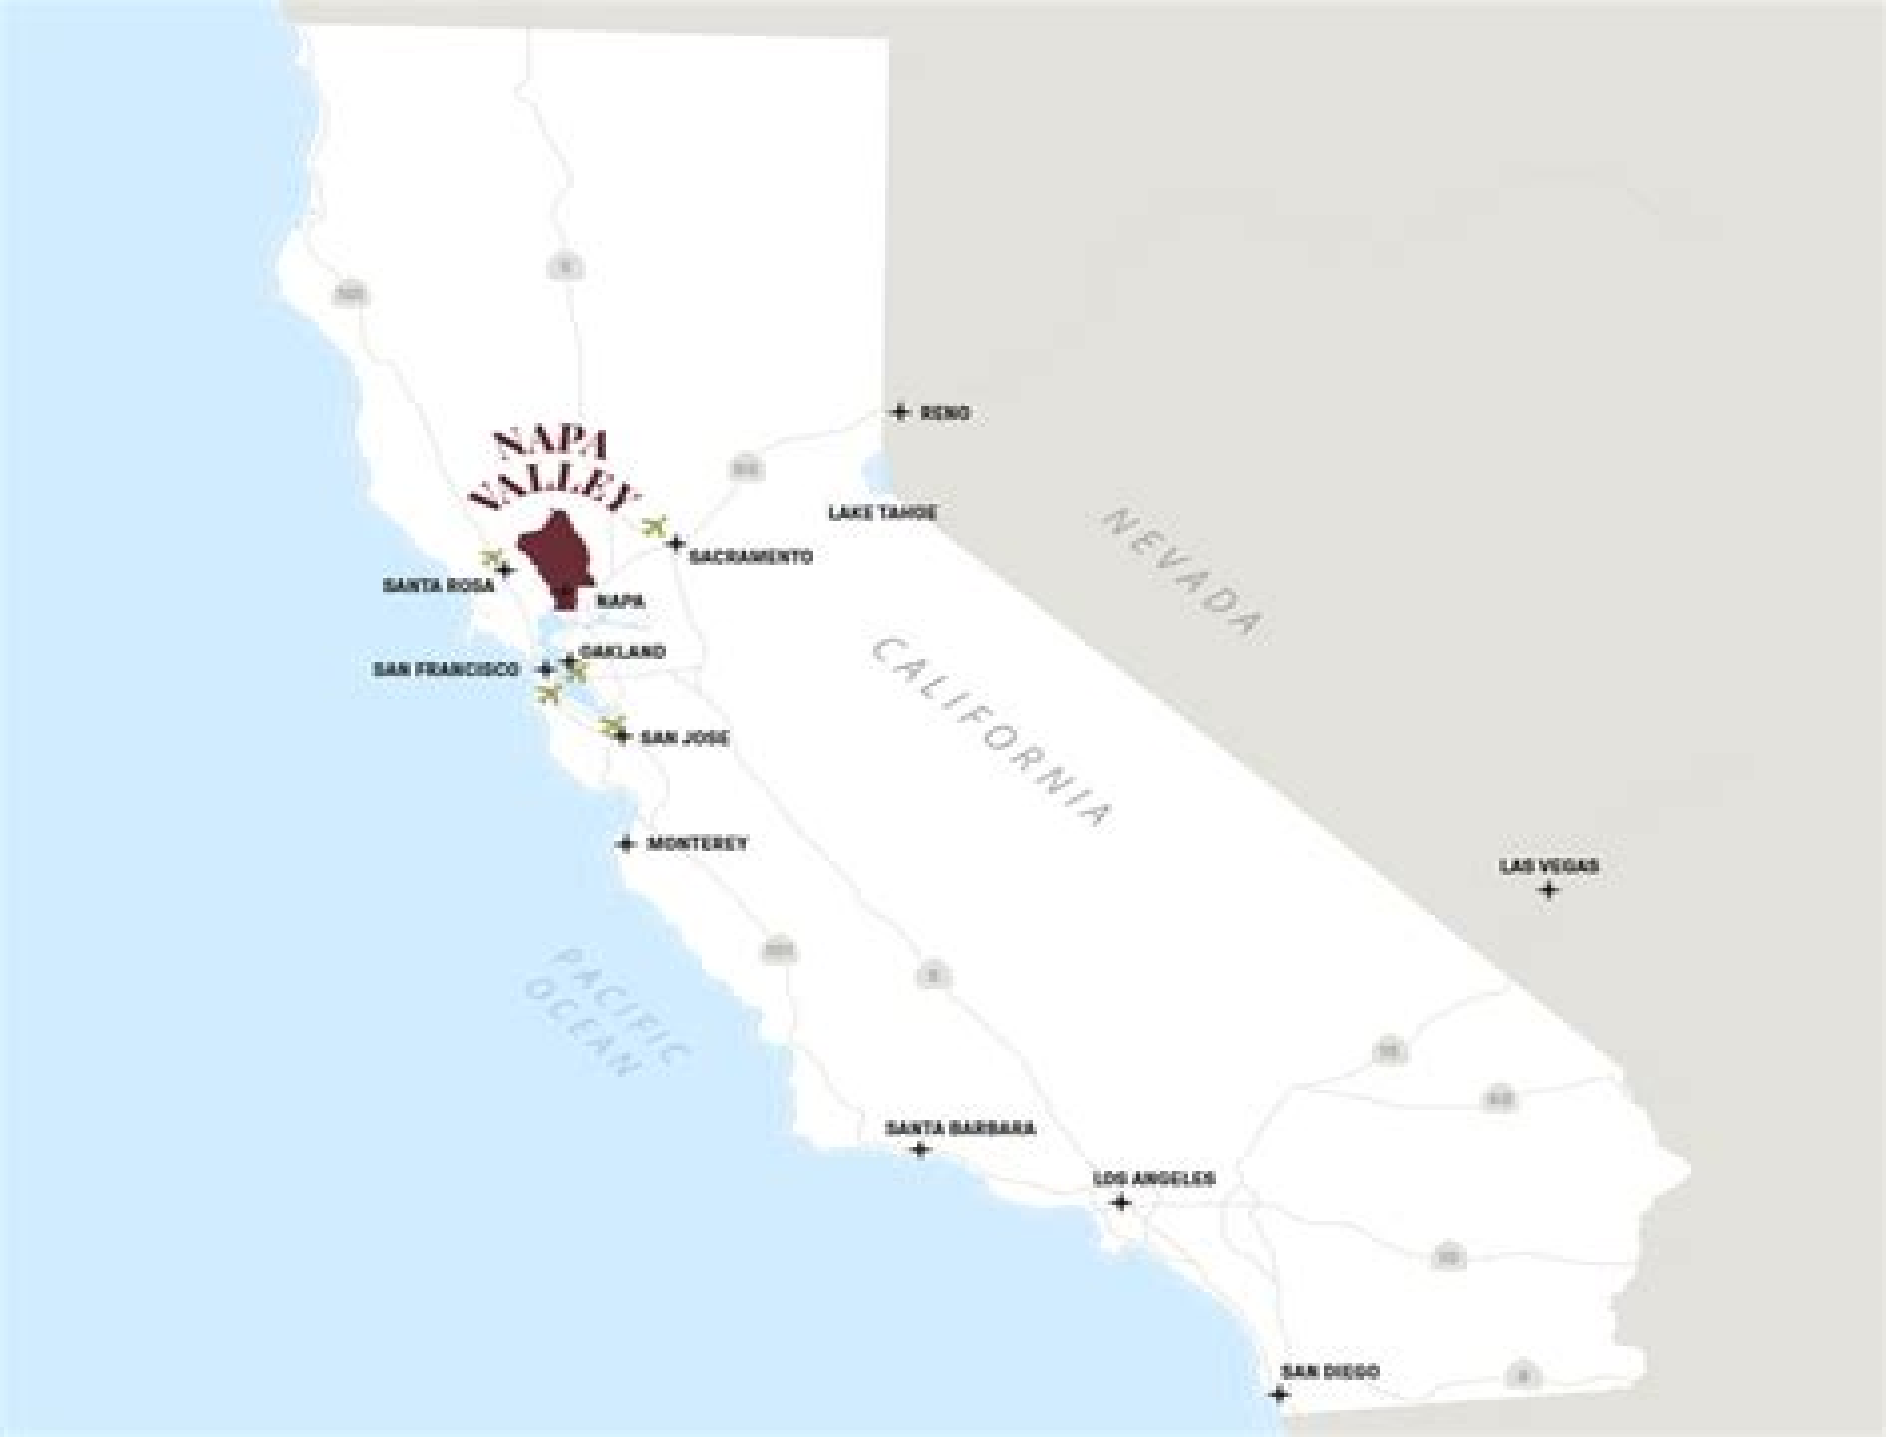 RENO
NAPA
VALLEY
LAKE TAHOE
NEVADA
SACRAMENTO
SANTA ROSA
NAPA
CALIFORNIA
OAKLAND
SAN FRANCISCO
SAN JOSE
MONTEREY
LAS VEGAS
PACIFIC
OCEAN
SANTA BARBARA
LOS ANGELES
SAN DIEGO